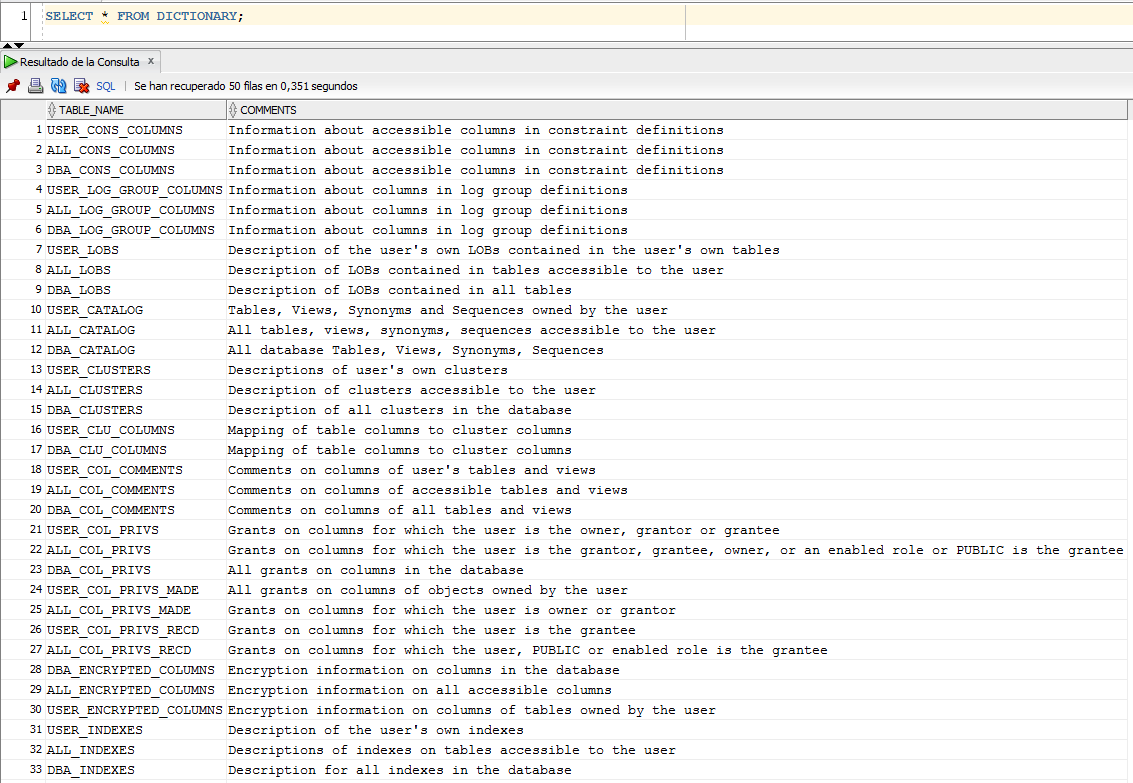 1 SELECT * FROM DICTIONARY;
Resultado de la Consulta x
SQL | Se han recuperado 50 filas en 0,351 segundos
TABLE_NAME COMMENTS
1 USER_CONS_COLUMNS Information about accessible columns in constraint definitions
2 ALL_CONS_COLUMNS Information about accessible columns in constraint definitions
3 DBA_CONS_COLUMNS Information about accessible columns in constraint definitions
4 USER_LOG_GROUP_COLUMNS Information about columns in log group definitions
5 ALL_LOG_GROUP_COLUMNS Information about columns in log group definitions
6 DBA_LOG_GROUP_COLUMNS Information about columns in log group definitions
7 USER_LOBS Description of the user's own LOBs contained in the user's own tables
8 ALL_LOBS Description of LOBs contained in tables accessible to the user
9 DBA_LOBS Description of LOBs contained in all tables
10 USER_CATALOG Tables, Views, Synonyms and Sequences owned by the user
11 ALL_CATALOG All tables, views, synonyms, sequences accessible to the user
12 DBA_CATALOG All database Tables, Views, Synonyms, Sequences
13 USER_CLUSTERS Descriptions of user's own clusters
14 ALL_CLUSTERS Description of clusters accessible to the user
15 DBA_CLUSTERS Description of all clusters in the database
16 USER_CLU_COLUMNS Mapping of table columns to cluster columns
17 DBA_CLU_COLUMNS Mapping of table columns to cluster columns
18 USER_COL_COMMENTS Comments on columns of user's tables and views
19 ALL_COL_COMMENTS Comments on columns of accessible tables and views
20 DBA_COL_COMMENTS Comments on columns of all tables and views
21 USER_COL_PRIVS Grants on columns for which the user is the owner, grantor or grantee
22 ALL_COL_PRIVS Grants on columns for which the user is the grantor, grantee, owner, or an enabled role or PUBLIC is the grantee
23 DBA_COL_PRIVS All grants on columns in the database
24 USER_COL_PRIVS_MADE All grants on columns of objects owned by the user
25 ALL_COL_PRIVS_MADE Grants on columns for which the user is owner or grantor
26 USER_COL_PRIVS_RECD Grants on columns for which the user is the grantee
27 ALL_COL_PRIVS_RECD Grants on columns for which the user, PUBLIC or enabled role is the grantee
28 DBA_ENCRYPTED_COLUMNS Encryption information on columns in the database
29 ALL_ENCRYPTED_COLUMNS Encryption information on all accessible columns
30 USER_ENCRYPTED_COLUMNS Encryption information on columns of tables owned by the user
31 USER_INDEXES Description of the user's own indexes
32 ALL_INDEXES Descriptions of indexes on tables accessible to the user
33 DBA_INDEXES Description for all indexes in the database